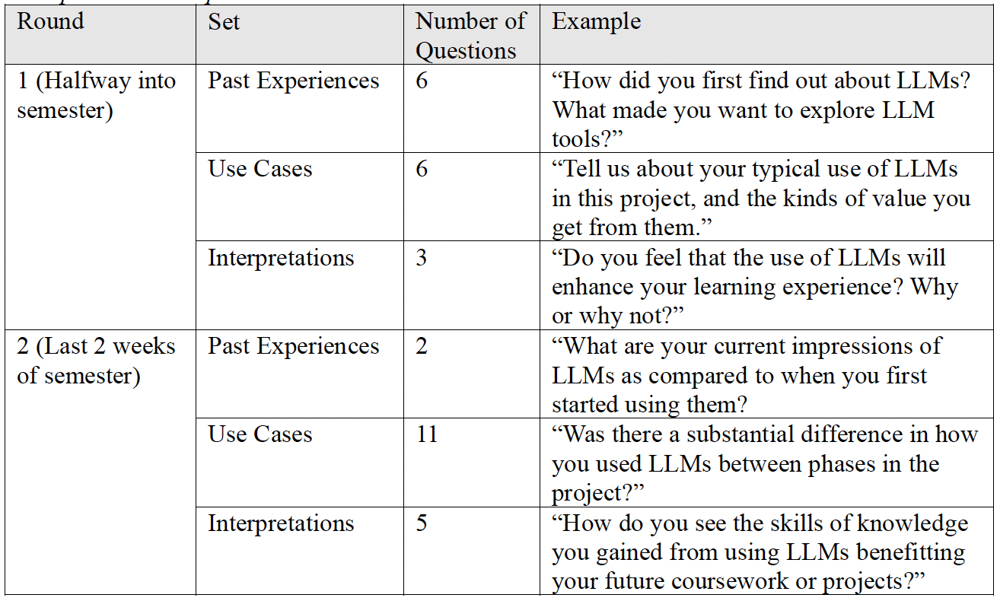 Round
Set
Number of
Questions
Example
1 (Halfway into
semester)
Past Experiences
6
“How did you first find out about LLMs?
What made you want to explore LLM
tools?”
Use Cases
6
“Tell us about your typical use of LLMs
in this project, and the kinds of value you
get from them.”
Interpretations
3
“Do you feel that the use of LLMs will
enhance your learning experience? Why
or why not?”
2 (Last 2 weeks
of semester)
Past Experiences
2
“What are your current impressions of
LLMs as compared to when you first
started using them?
Use Cases
11
“Was there a substantial difference in how
you used LLMs between phases in the
project?”
Interpretations
5
“How do you see the skills of knowledge
you gained from using LLMs benefitting
your future coursework or projects?”